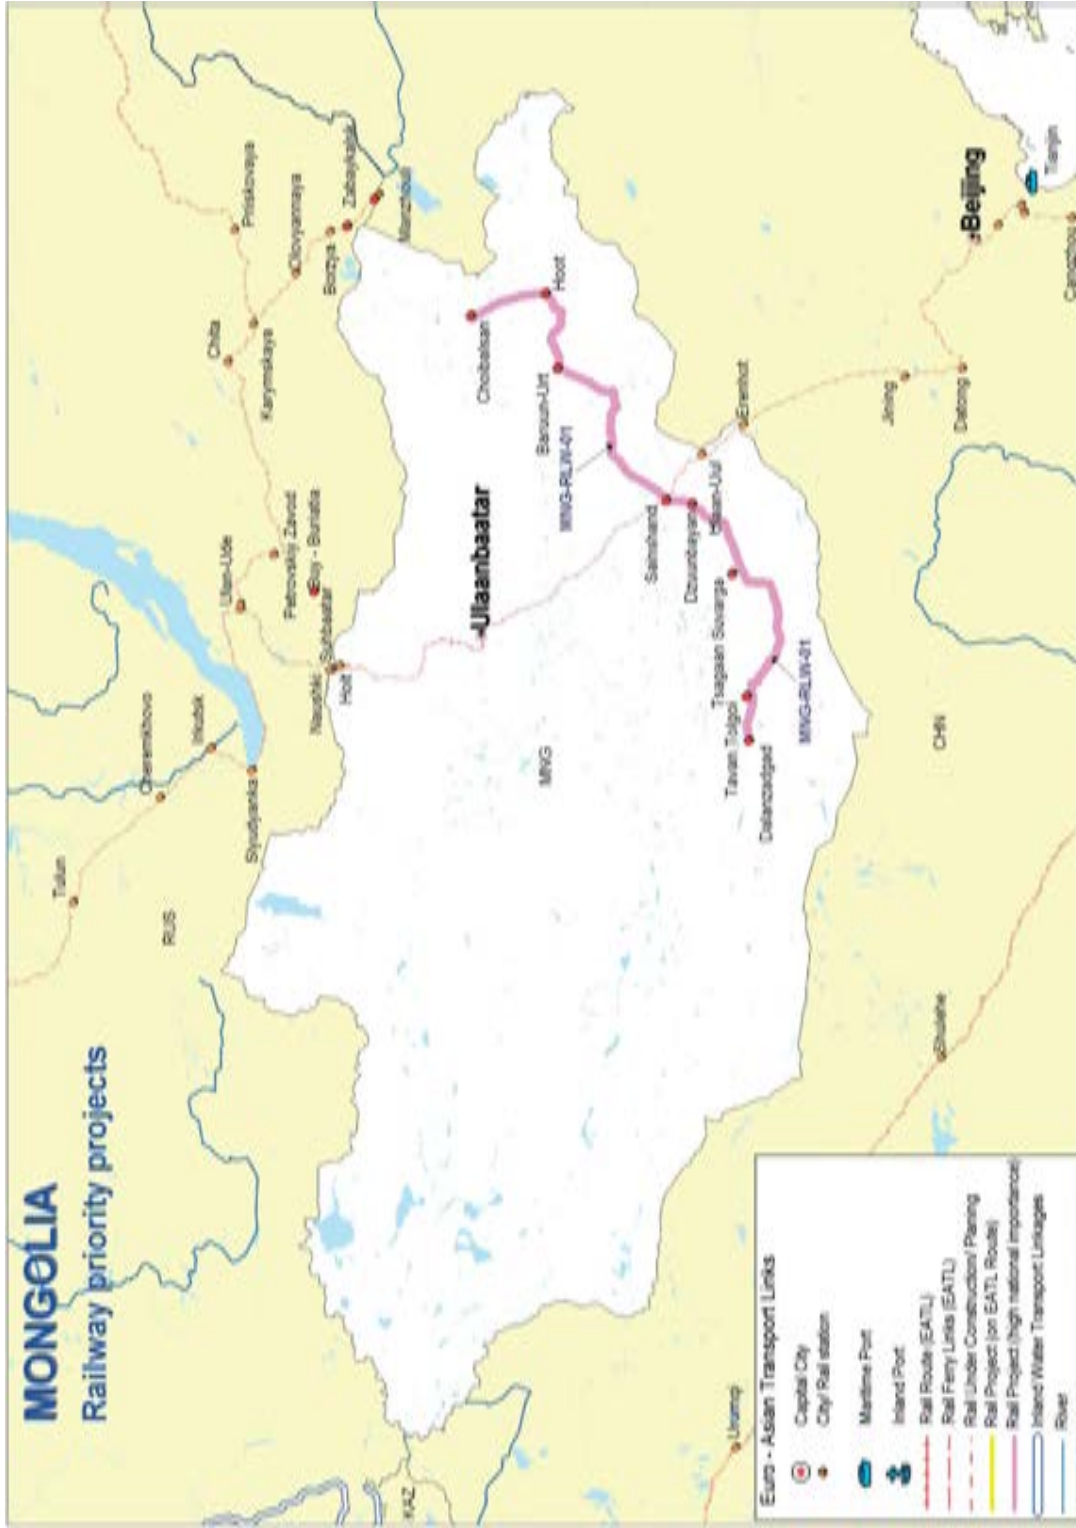 MONGOLIA
Railway priority projects
Tulun
Cheremkhovo
Irkutsk
Slyudyanka
RUS
Ulan-Ude
Petrovskiy Zavod
Chita
Karymskaya
Priiskovaya
Olovyannaya
Borzya
Zabaykalsk
Manzhouli
Naushki
Suhbaatar
Hoit
Ulaanbaatar
Choibalsan
Hoot
Baruun-Urt
MNG-RLW-01
Sainshand
Dzuunbayan
Erenhot
Tsagaan Suvarga
Tavan Tolgoi
Dalanzadgad
MNG-RLW-01
MNG
CHN
Beijing
Tianjin
Cangzhou
Jining
Datong
Shulehe
Urumqi
KAZ
Euro - Asian Transport Links
Capital City
City/ Rail station
Maritime Port
Inland Port
Rail Route (EATL)
Rail Ferry Links (EATL)
Rail Under Construction/ Planing
Rail Project (on EATL Route)
Rail Project (high national importance)
Inland Water Transport Linkages
River